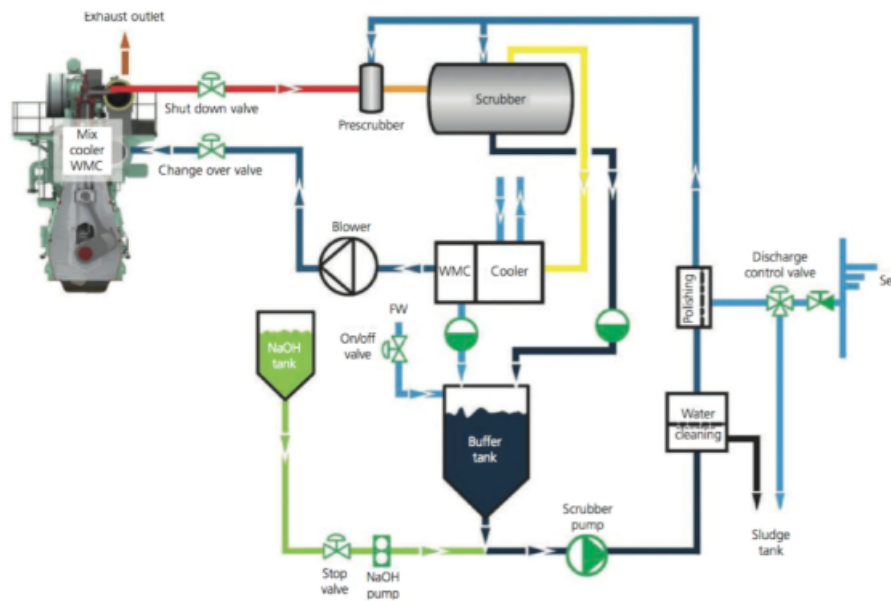 Exhaust outlet
Shut down valve
Prescrubber
Scrubber
Mix
cooler
WMC
Change over valve
Blower
WMC
Cooler
Polishing
Discharge
control valve
Se
FW
On/off
valve
NaOH
tank
Buffer
tank
Water
cleaning
Scrubber
pump
Sludge
tank
Stop
valve
NaOH
pump